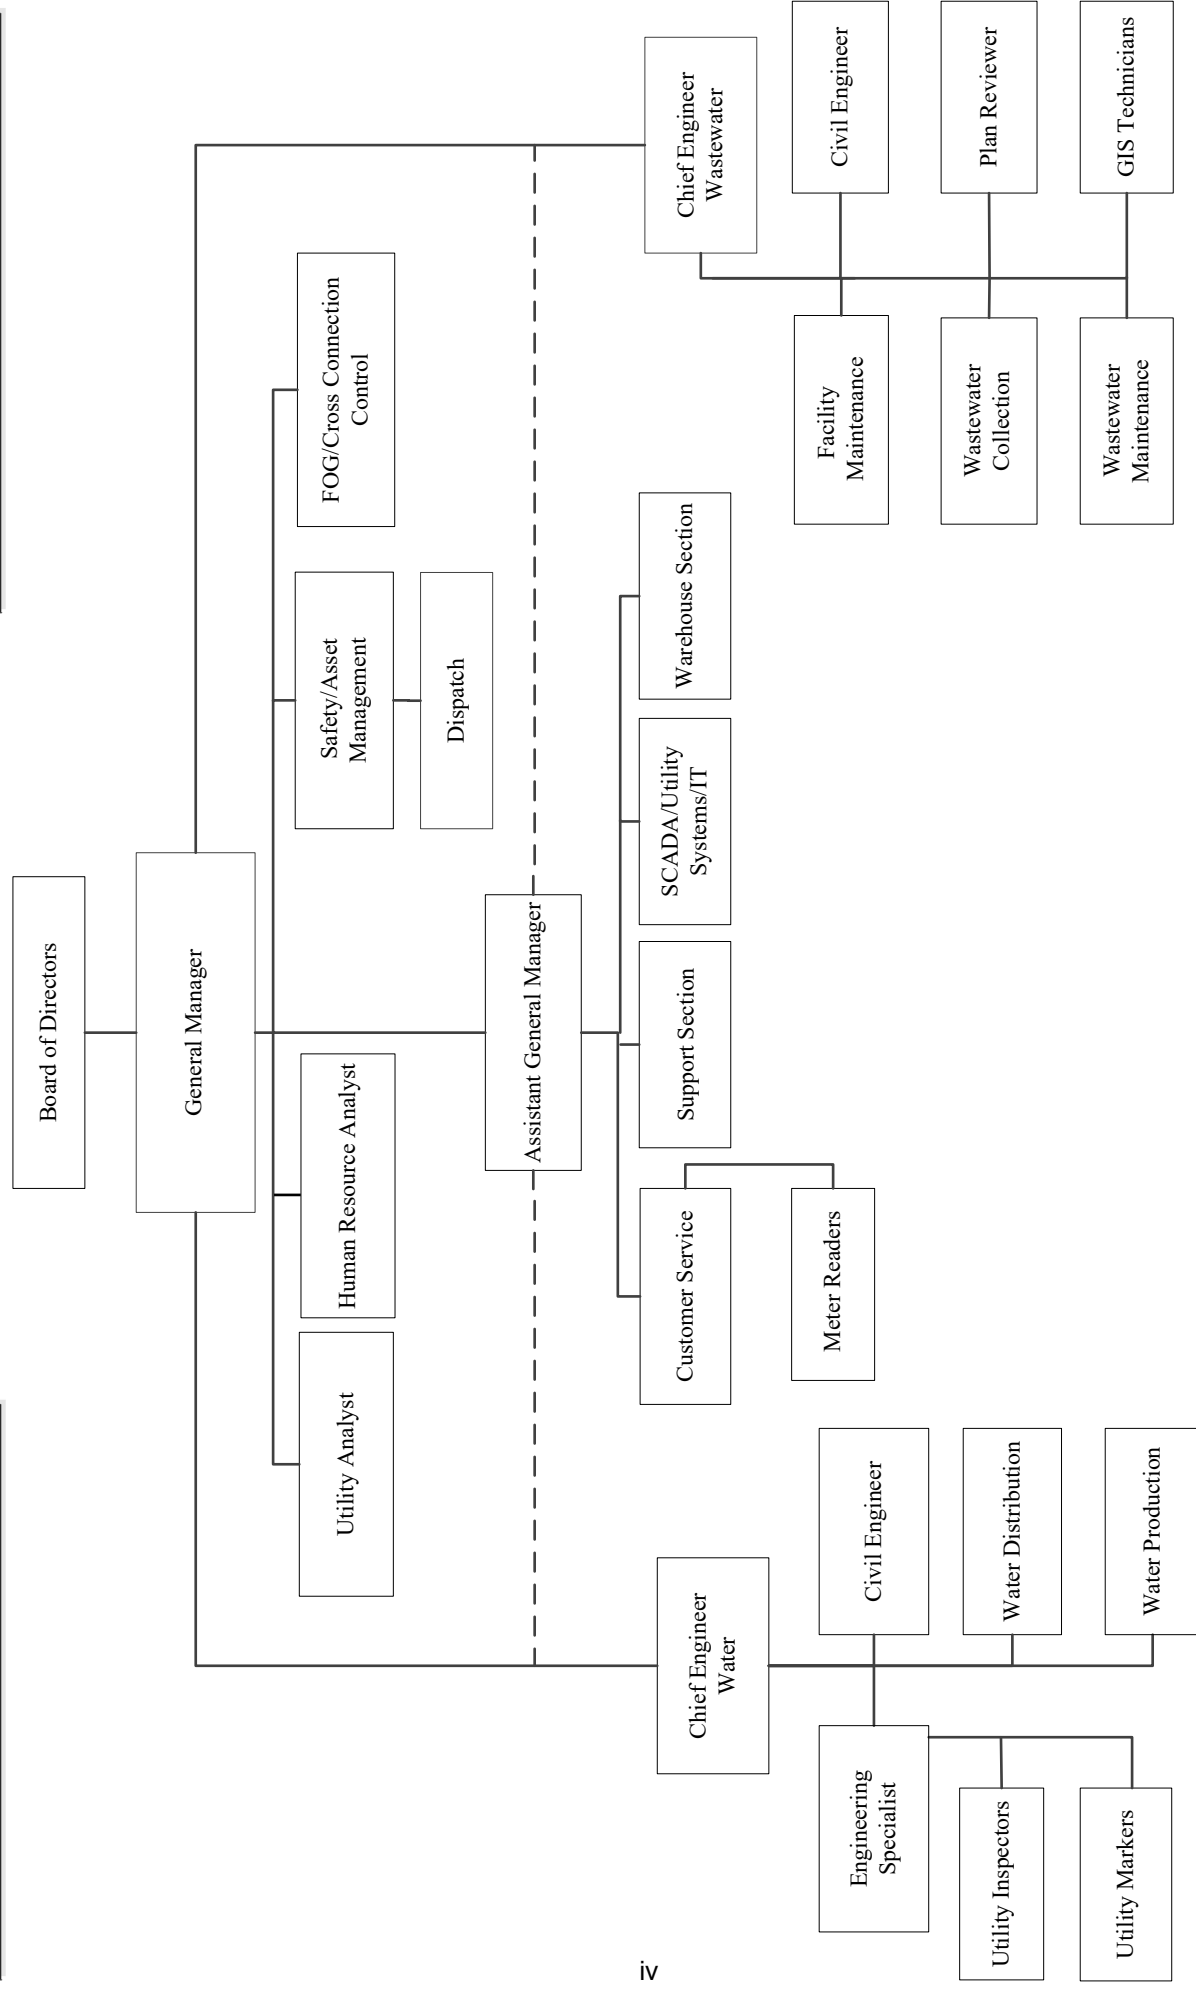 Board of Directors
General Manager
Utility Analyst
Human Resource Analyst
Safety/Asset
Management
FOG/Cross Connection
Control
Dispatch
Assistant General Manager
Chief Engineer
Water
Customer Service
Support Section
SCADA/Utility
Systems/IT
Warehouse Section
Chief Engineer
Wastewater
Meter Readers
Engineering
Specialist
Civil Engineer
Utility Inspectors
Water Distribution
Utility Markers
Water Production
Facility
Maintenance
Civil Engineer
Wastewater
Collection
Plan Reviewer
Wastewater
Maintenance
GIS Technicians
iv